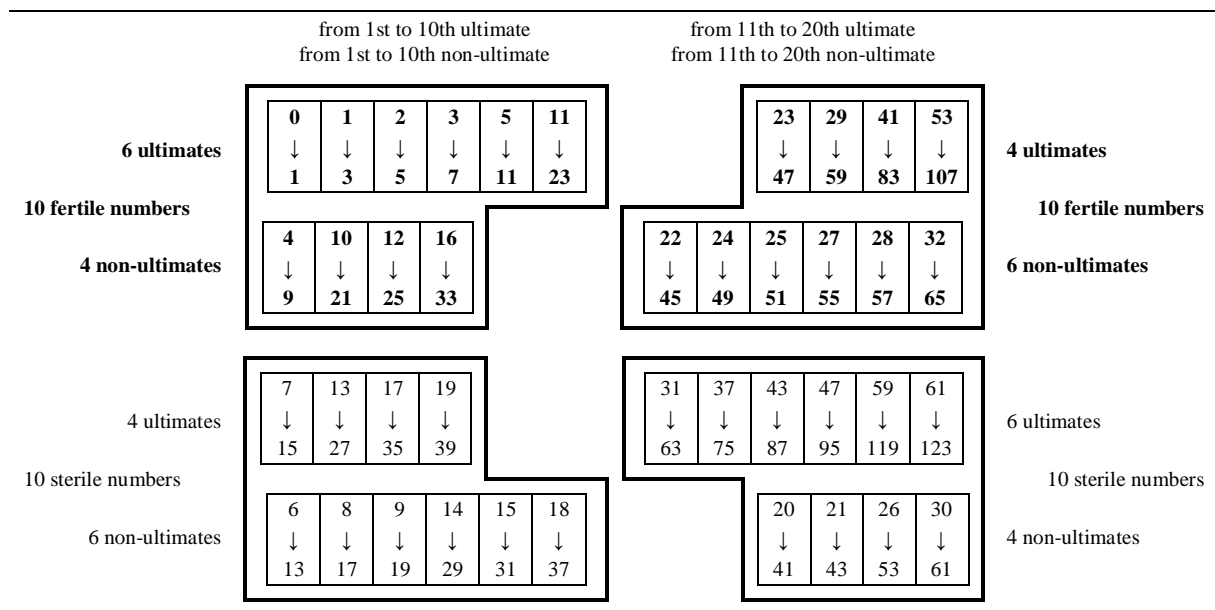 from 1st to 10th ultimate from 11th to 20th ultimate
from 1st to 10th non-ultimate from 11th to 20th non-ultimate
0 1 2 3 5 11 23 29 41 53
6 ultimates ↓ ↓ ↓ ↓ ↓ ↓ ↓ ↓ ↓ ↓ 4 ultimates
1 3 5 7 11 23 47 59 83 107
10 fertile numbers 10 fertile numbers
4 10 12 16 22 24 25 27 28 32
4 non-ultimates ↓ ↓ ↓ ↓ ↓ ↓ ↓ ↓ ↓ ↓ 6 non-ultimates
9 21 25 33 45 49 51 55 57 65
7 13 17 19 31 37 43 47 59 61
4 ultimates ↓ ↓ ↓ ↓ ↓ ↓ ↓ ↓ ↓ ↓ 6 ultimates
15 27 35 39 63 75 87 95 119 123
10 sterile numbers 10 sterile numbers
6 8 9 14 15 18 20 21 26 30
6 non-ultimates ↓ ↓ ↓ ↓ ↓ ↓ ↓ ↓ ↓ ↓ 4 non-ultimates
13 17 19 29 31 37 41 43 53 61